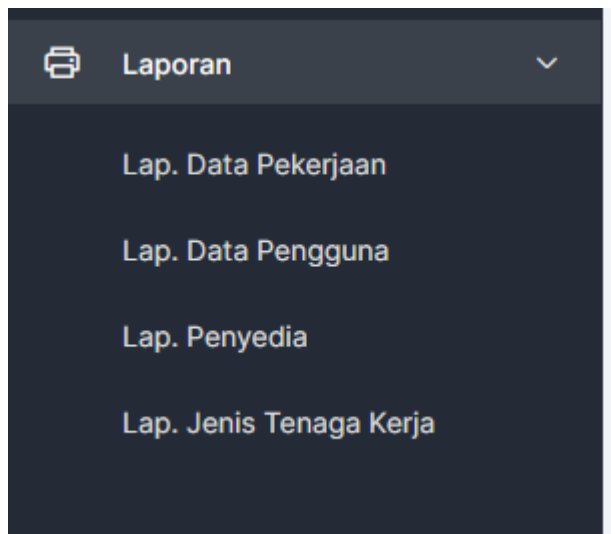 Laporan
Lap. Data Pekerjaan
Lap. Data Pengguna
Lap. Penyedia
Lap. Jenis Tenaga Kerja